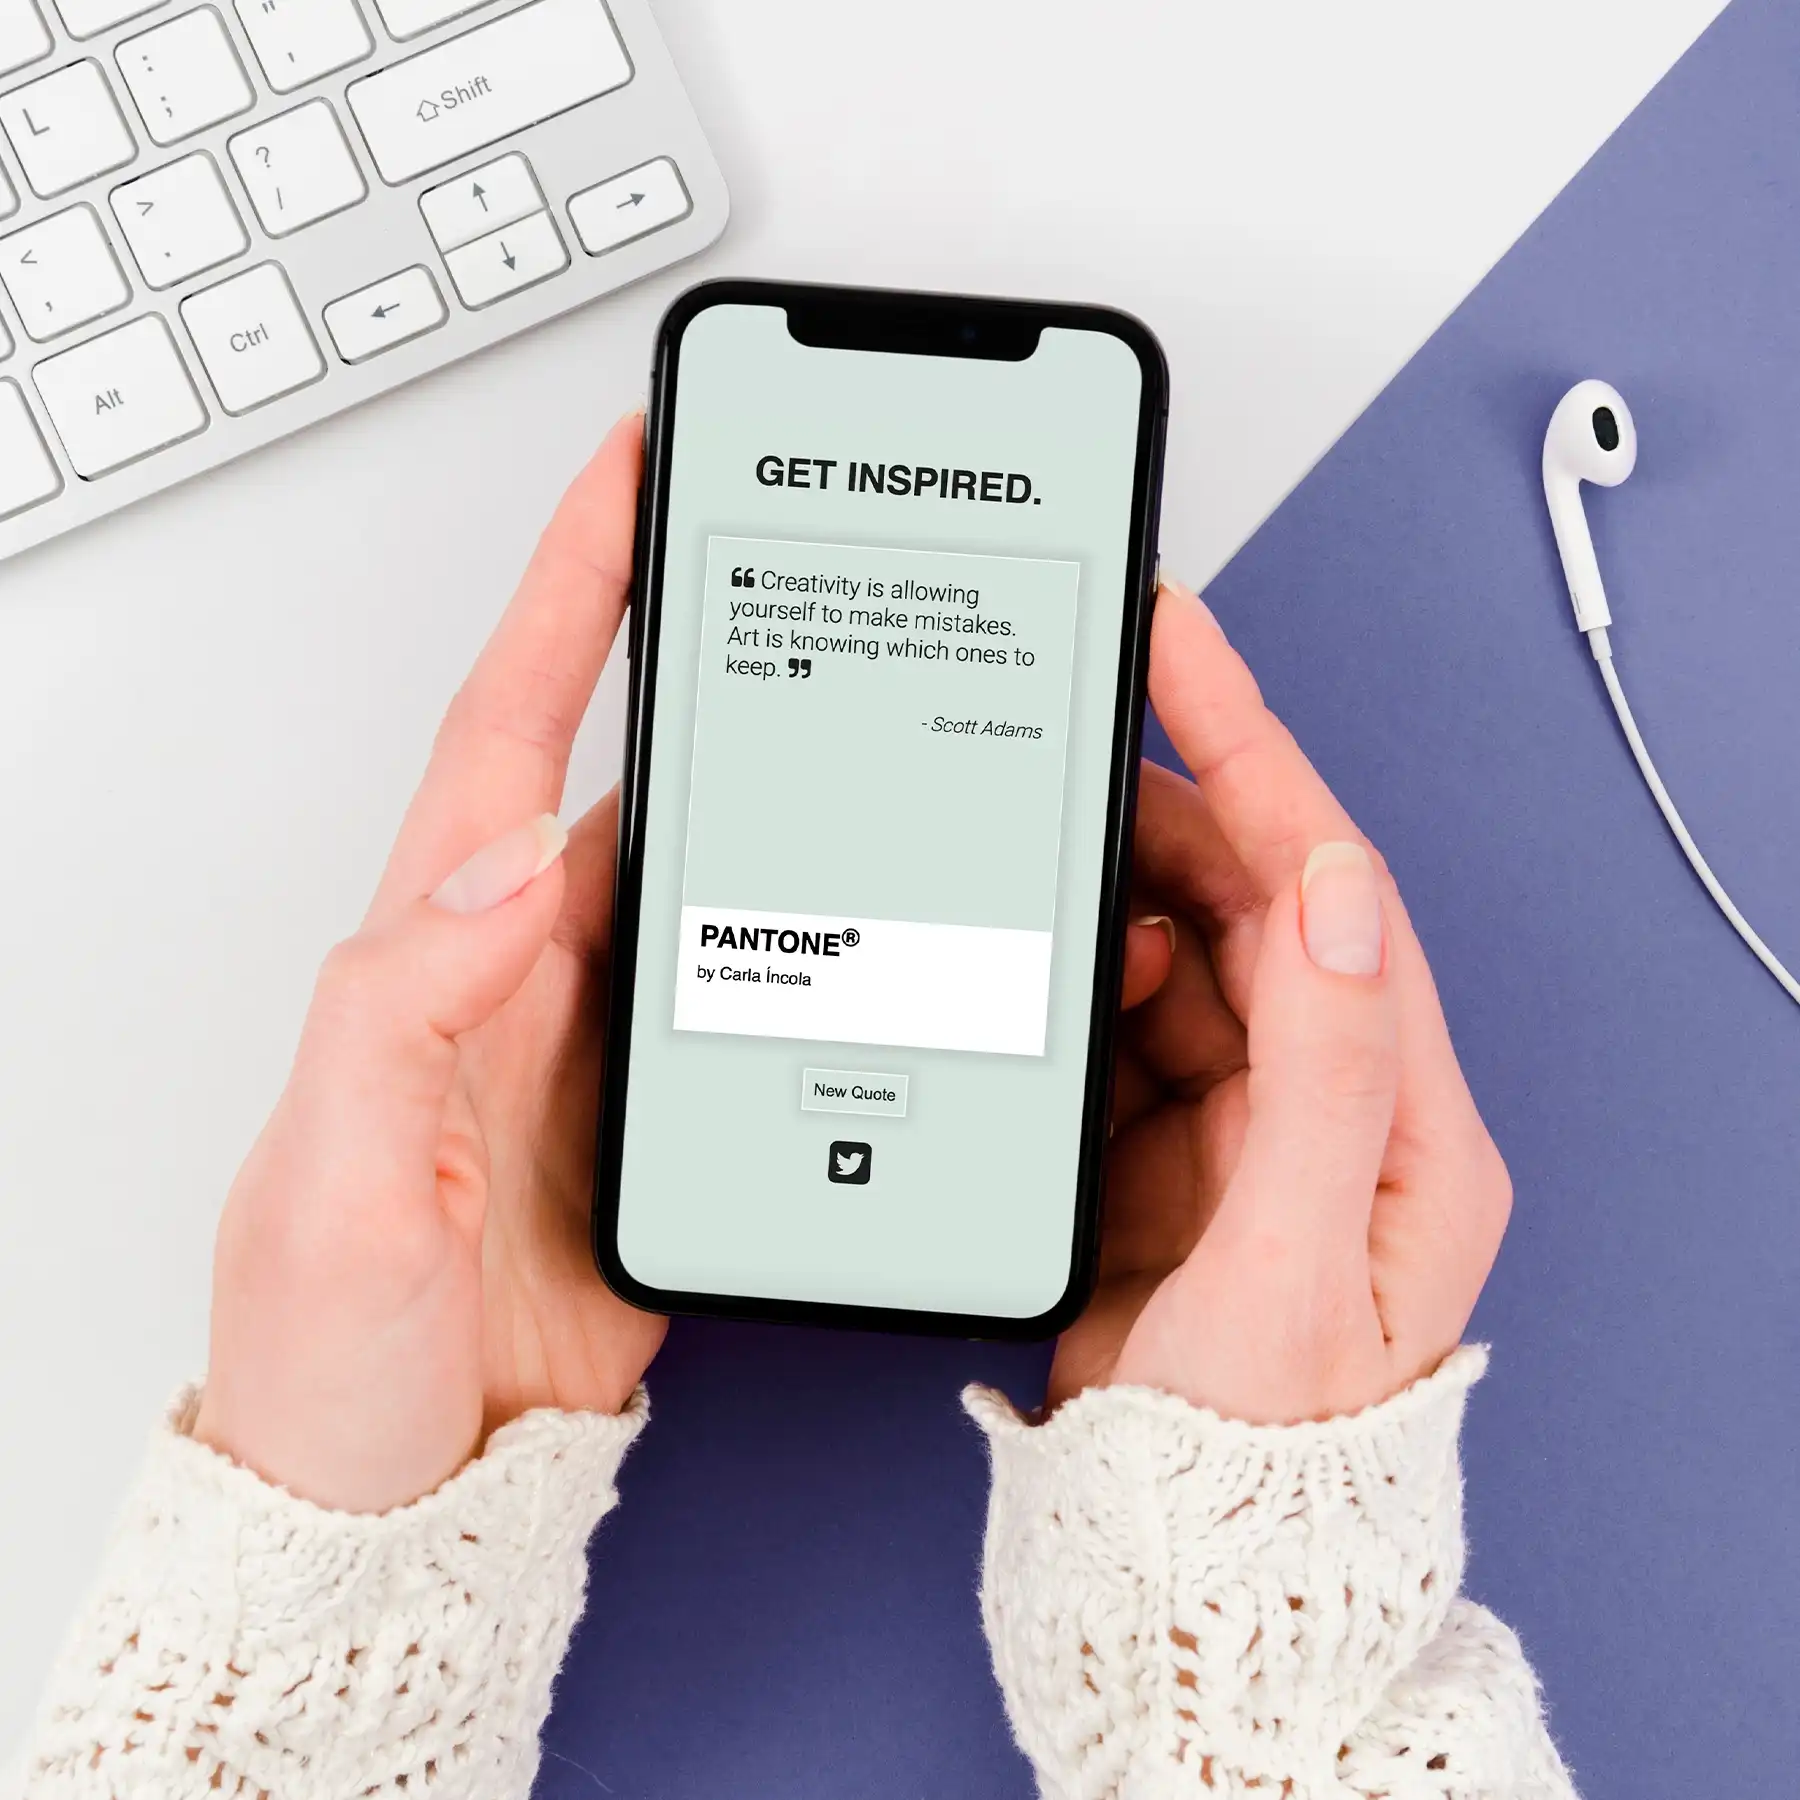 L
:
;
"
'
⇧Shift
?
/
>
.
↑
→
<
,
↓
←
Ctrl
Alt
GET INSPIRED.
❝ Creativity is allowing
yourself to make mistakes.
Art is knowing which ones to
keep. ❞
- Scott Adams
PANTONE®
by Carla Íncola
New Quote